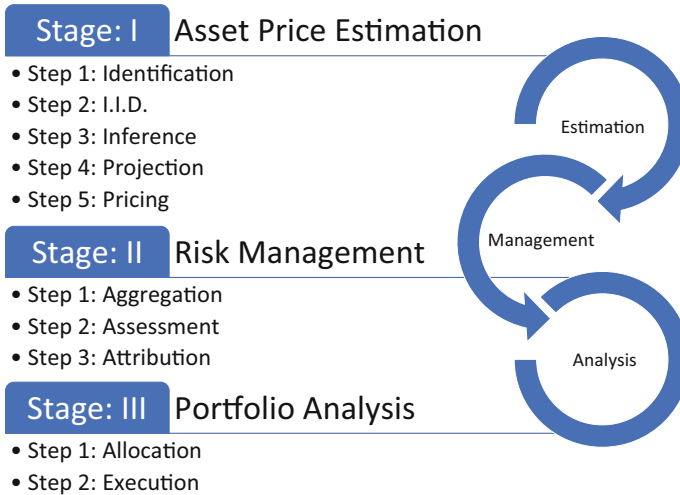 Stage: I Asset Price Estimation
• Step 1: Identification
• Step 2: I.I.D.
• Step 3: Inference
• Step 4: Projection
• Step 5: Pricing
Stage: II Risk Management
• Step 1: Aggregation
• Step 2: Assessment
• Step 3: Attribution
Stage: III Portfolio Analysis
• Step 1: Allocation
• Step 2: Execution
Estimation
Management
Analysis